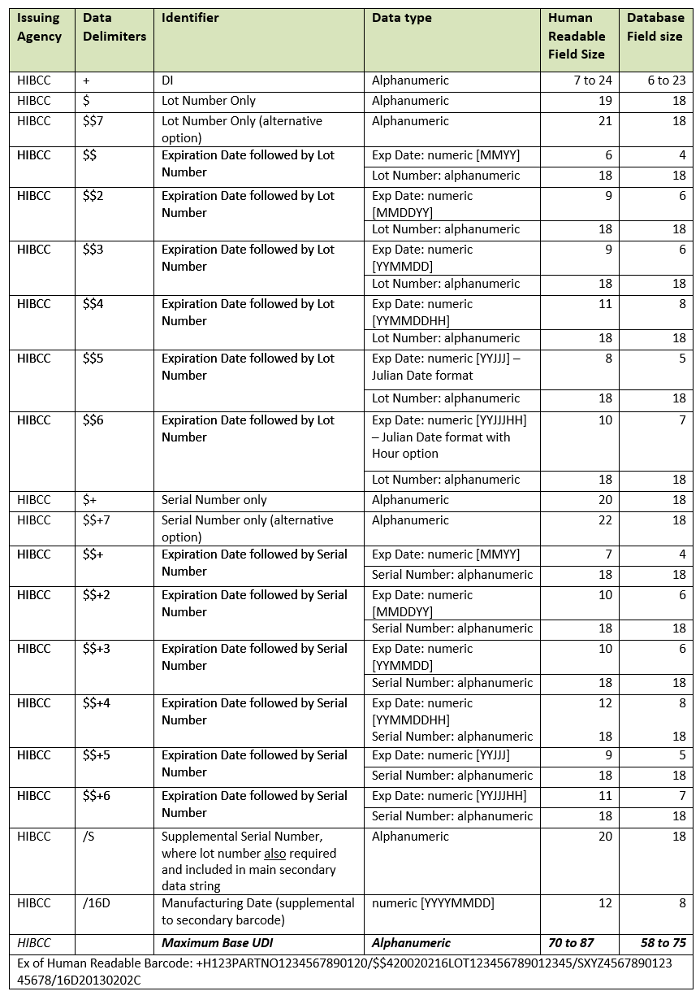 Issuing Agency Data Delimiters Identifier Data type Human Readable Field Size Database Field size
HIBCC + DI Alphanumeric 7 to 24 6 to 23
HIBCC $ Lot Number Only Alphanumeric 19 18
HIBCC $$7 Lot Number Only (alternative Alphanumeric 21 18
option)
HIBCC $$ Expiration Date followed by Lot Exp Date: numeric [MMYY] 6 4
Number Lot Number: alphanumeric 18 18
HIBCC $$2 Expiration Date followed by Lot Exp Date: numeric 9 6
Number [MMDDYY]
Lot Number: alphanumeric 18 18
HIBCC $$3 Expiration Date followed by Lot Exp Date: numeric 9 6
Number [YYMMDD]
Lot Number: alphanumeric 18 18
HIBCC $$4 Expiration Date followed by Lot Exp Date: numeric 11 8
Number [YYMMDDHH]
Lot Number: alphanumeric 18 18
HIBCC $$5 Expiration Date followed by Lot Exp Date: numeric [YYJJJ] – 8 5
Number Julian Date format
Lot Number: alphanumeric 18 18
HIBCC $$6 Expiration Date followed by Lot Exp Date: numeric [YYJJJHH] 10 7
Number – Julian Date format with
Hour option
Lot Number: alphanumeric 18 18
HIBCC $+ Serial Number only Alphanumeric 20 18
HIBCC $$+7 Serial Number only (alternative Alphanumeric 22 18
option)
HIBCC $$+ Expiration Date followed by Serial Exp Date: numeric [MMYY] 7 4
Number Serial Number: alphanumeric 18 18
HIBCC $$+2 Expiration Date followed by Serial Exp Date: numeric 10 6
Number [MMDDYY]
Serial Number: alphanumeric 18 18
HIBCC $$+3 Expiration Date followed by Serial Exp Date: numeric 10 6
Number [YYMMDD]
Serial Number: alphanumeric 18 18
HIBCC $$+4 Expiration Date followed by Serial Exp Date: numeric 12 8
Number [YYMMDDHH]
Serial Number: alphanumeric 18 18
HIBCC $$+5 Expiration Date followed by Serial Exp Date: numeric [YYJJJ] 9 5
Number Serial Number: alphanumeric 18 18
HIBCC $$+6 Expiration Date followed by Serial Exp Date: numeric [YYJJJHH] 11 7
Number Serial Number: alphanumeric 18 18
HIBCC /S Supplemental Serial Number, Alphanumeric 20 18
where lot number also required
and included in main secondary
data string
HIBCC /16D Manufacturing Date (supplemental numeric [YYYYMMDD] 12 8
to secondary barcode)
HIBCC Maximum Base UDI Alphanumeric 70 to 87 58 to 75
Ex of Human Readable Barcode: +H123PARTNO1234567890120/$$420020216LOT123456789012345/SXYZ4567890123
45678/16D20130202C